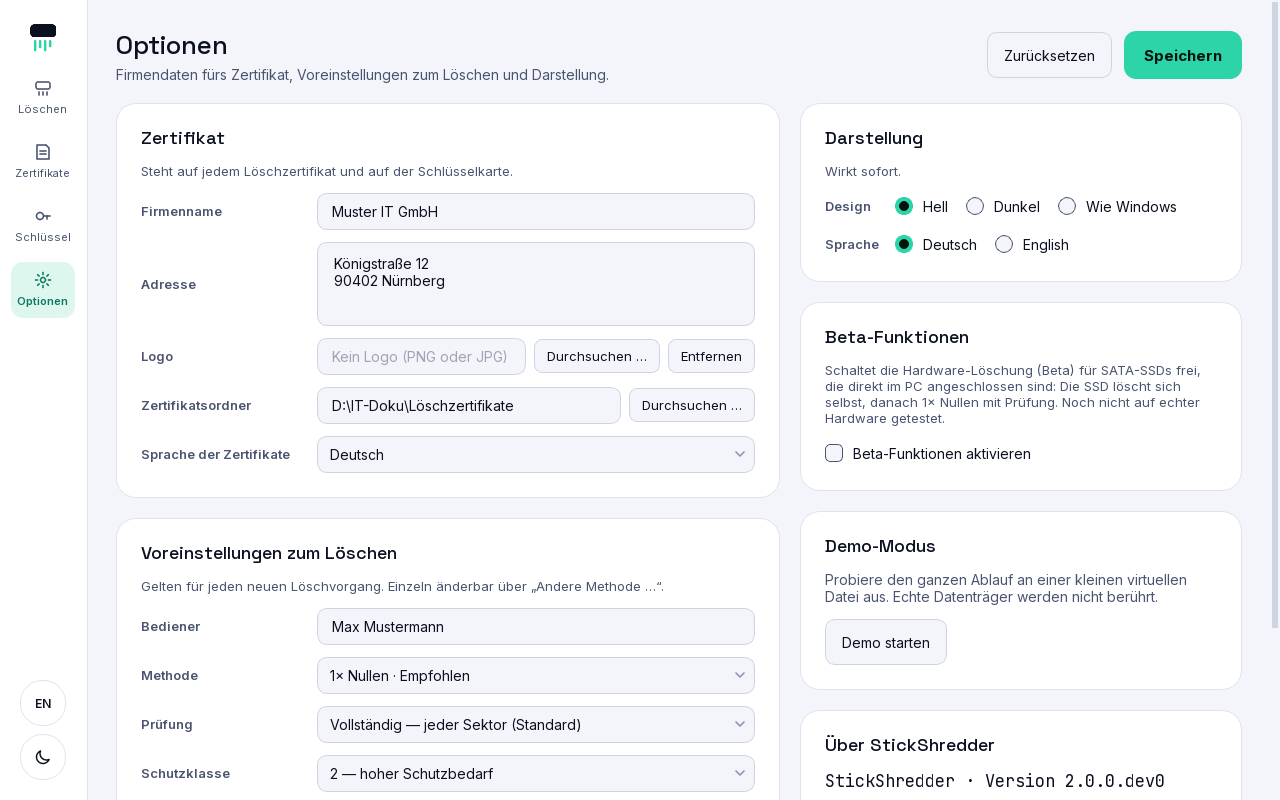 Löschen
Zertifikate
Schlüssel
Optionen
EN
Optionen
Firmendaten fürs Zertifikat, Voreinstellungen zum Löschen und Darstellung.
Zurücksetzen
Speichern
Zertifikat
Steht auf jedem Löschzertifikat und auf der Schlüsselkarte.
Firmenname
Muster IT GmbH
Adresse
Königstraße 12
90402 Nürnberg
Logo
Kein Logo (PNG oder JPG)
Durchsuchen …
Entfernen
Zertifikatsordner
D:\IT-Doku\Löschzertifikate
Durchsuchen …
Sprache der Zertifikate
Deutsch
Voreinstellungen zum Löschen
Gelten für jeden neuen Löschvorgang. Einzeln änderbar über „Andere Methode …“.
Bediener
Max Mustermann
Methode
1× Nullen · Empfohlen
Prüfung
Vollständig — jeder Sektor (Standard)
Schutzklasse
2 — hoher Schutzbedarf
Darstellung
Wirkt sofort.
Design
Hell
Dunkel
Wie Windows
Sprache
Deutsch
English
Beta-Funktionen
Schaltet die Hardware-Löschung (Beta) für SATA-SSDs frei,
die direkt im PC angeschlossen sind: Die SSD löscht sich
selbst, danach 1× Nullen mit Prüfung. Noch nicht auf echter
Hardware getestet.
Beta-Funktionen aktivieren
Demo-Modus
Probiere den ganzen Ablauf an einer kleinen virtuellen
Datei aus. Echte Datenträger werden nicht berührt.
Demo starten
Über StickShredder
StickShredder · Version 2.0.0.dev0